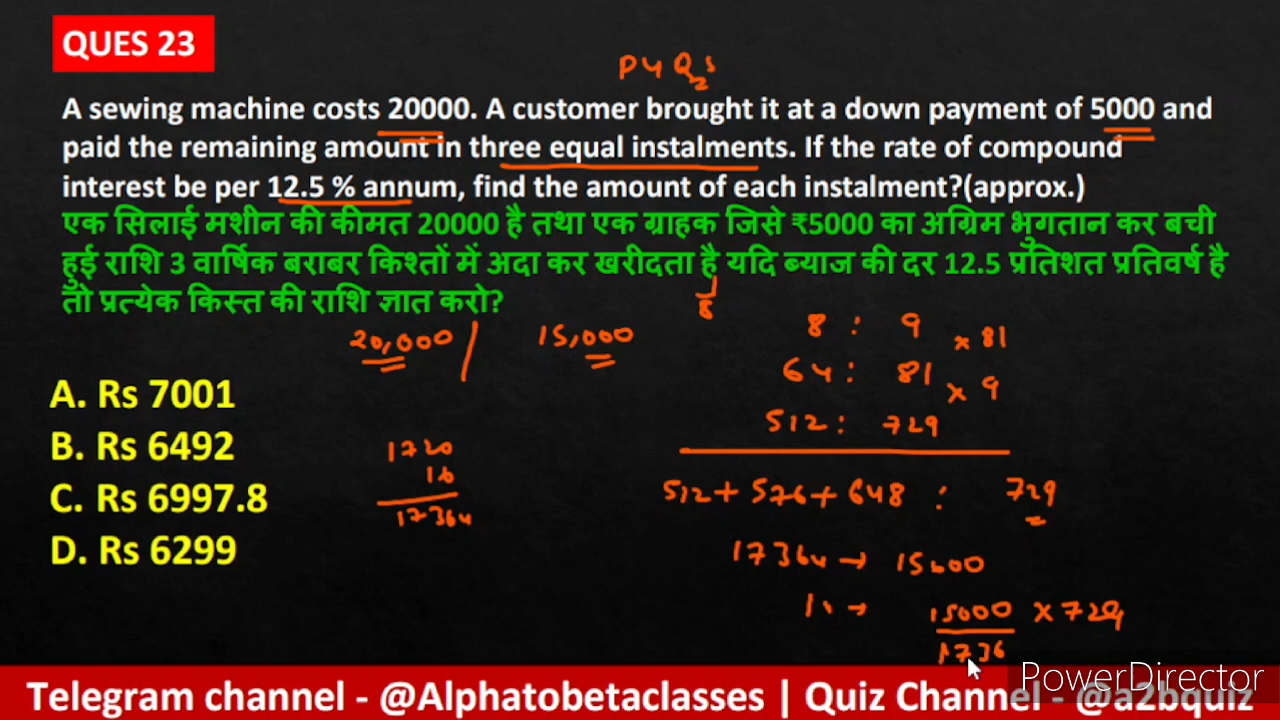 QUES 23
PYQs
A sewing machine costs 20000. A customer brought it at a down payment of 5000 and
paid the remaining amount in three equal instalments. If the rate of compound
interest be per 12.5 % annum, find the amount of each instalment?(approx.)
एक सिलाई मशीन की कीमत 20000 है तथा एक ग्राहक जिसे ₹5000 का अग्रिम भुगतान कर बची
हुई राशि 3 वार्षिक बराबर किश्तों में अदा कर खरीदता है यदि ब्याज की दर 12.5 प्रतिशत प्रतिवर्ष है
तो प्रत्येक किस्त की राशि ज्ञात करो?
1/8
20,000 / 15,000
8 : 9 × 81
64 : 81 × 9
512 : 729
A. Rs 7001
B. Rs 6492
C. Rs 6997.8
D. Rs 6299
1720
16
1736u
512 + 576 + 648 : 729
1736u → 15000
1u →
15000 × 729
1736
Telegram channel - @Alphatobetaclasses | Quiz Channel - @a2bquiz
PowerDirector